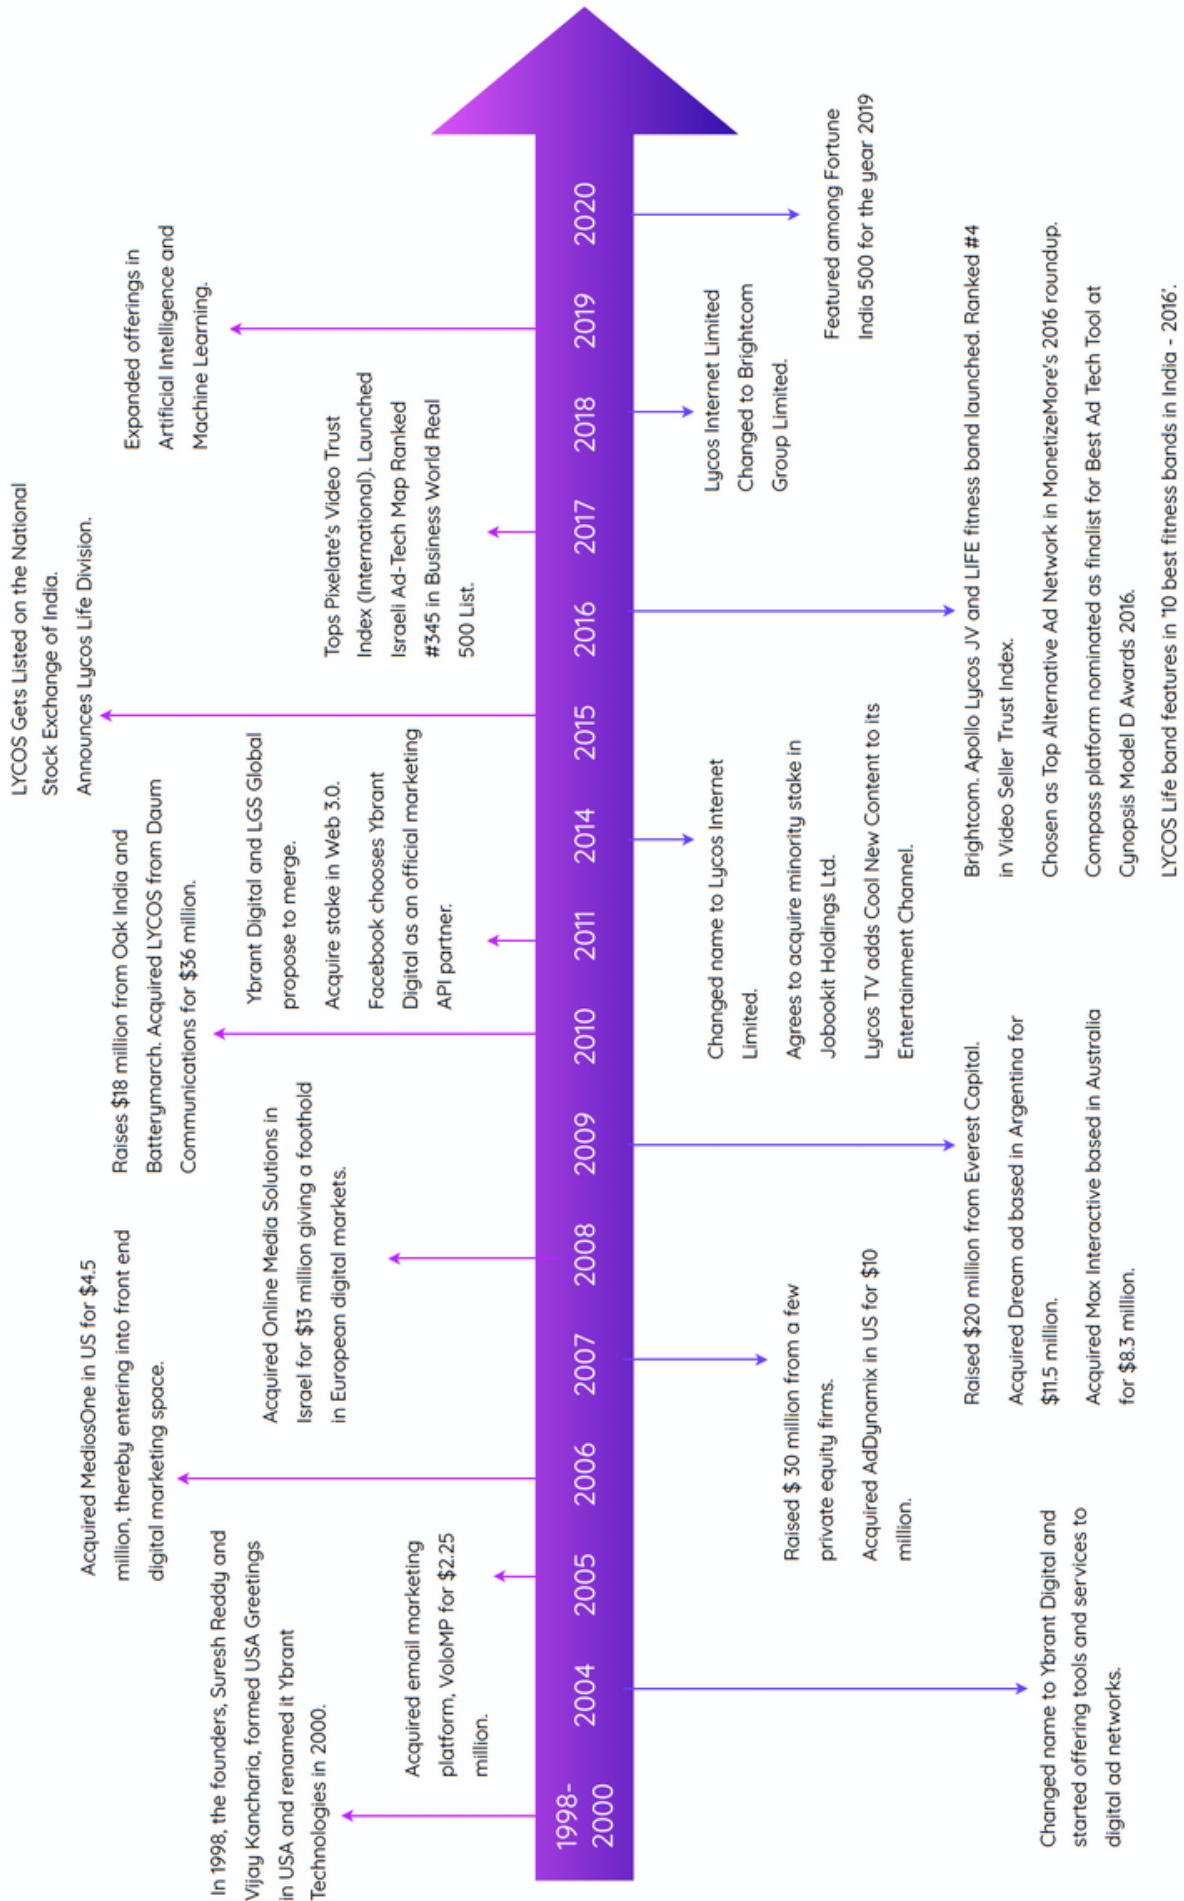 In 1998, the founders, Suresh Reddy and
Vijay Kancharia, formed USA Greetings
in USA and renamed it Ybrant
Technologies in 2000.
1998-
2000
2004
Changed name to Ybrant Digital and
started offering tools and services to
digital ad networks.
Acquired email marketing
platform, VoloMP for $2.25
million.
2005
Acquired MediosOne in US for $4.5
million, thereby entering into front end
digital marketing space.
2006
2007
Raised $ 30 million from a few
private equity firms.
Acquired AdDynamix in US for $10
million.
Acquired Online Media Solutions in
Israel for $13 million giving a foothold
in European digital markets.
2008
2009
Raised $20 million from Everest Capital.
Acquired Dream ad based in Argentina for
$11.5 million.
Acquired Max Interactive based in Australia
for $8.3 million.
Raises $18 million from Oak India and
Batterymarch. Acquired LYCOS from Daum
Communications for $36 million.
2010
Ybrant Digital and LGS Global
propose to merge.
Acquire stake in Web 3.0.
Facebook chooses Ybrant
Digital as an official marketing
API partner.
2011
2014
Changed name to Lycos Internet
Limited.
Agrees to acquire minority stake in
Jobookit Holdings Ltd.
Lycos TV adds Cool New Content to its
Entertainment Channel.
LYCOS Gets Listed on the National
Stock Exchange of India.
Announces Lycos Life Division.
2015
2016
Brightcom. Apollo Lycos JV and LIFE fitness band launched. Ranked #4
in Video Seller Trust Index.
Chosen as Top Alternative Ad Network in MonetizeMore's 2016 roundup.
Compass platform nominated as finalist for Best Ad Tech Tool at
Cynopsis Model D Awards 2016.
LYCOS Life band features in '10 best fitness bands in India - 2016'.
Tops Pixelate's Video Trust
Index (International). Launched
Israeli Ad-Tech Map Ranked
#345 in Business World Real
500 List.
2017
2018
Lycos Internet Limited
Changed to Brightcom
Group Limited.
Expanded offerings in
Artificial Intelligence and
Machine Learning.
2019
2020
Featured among Fortune
India 500 for the year 2019